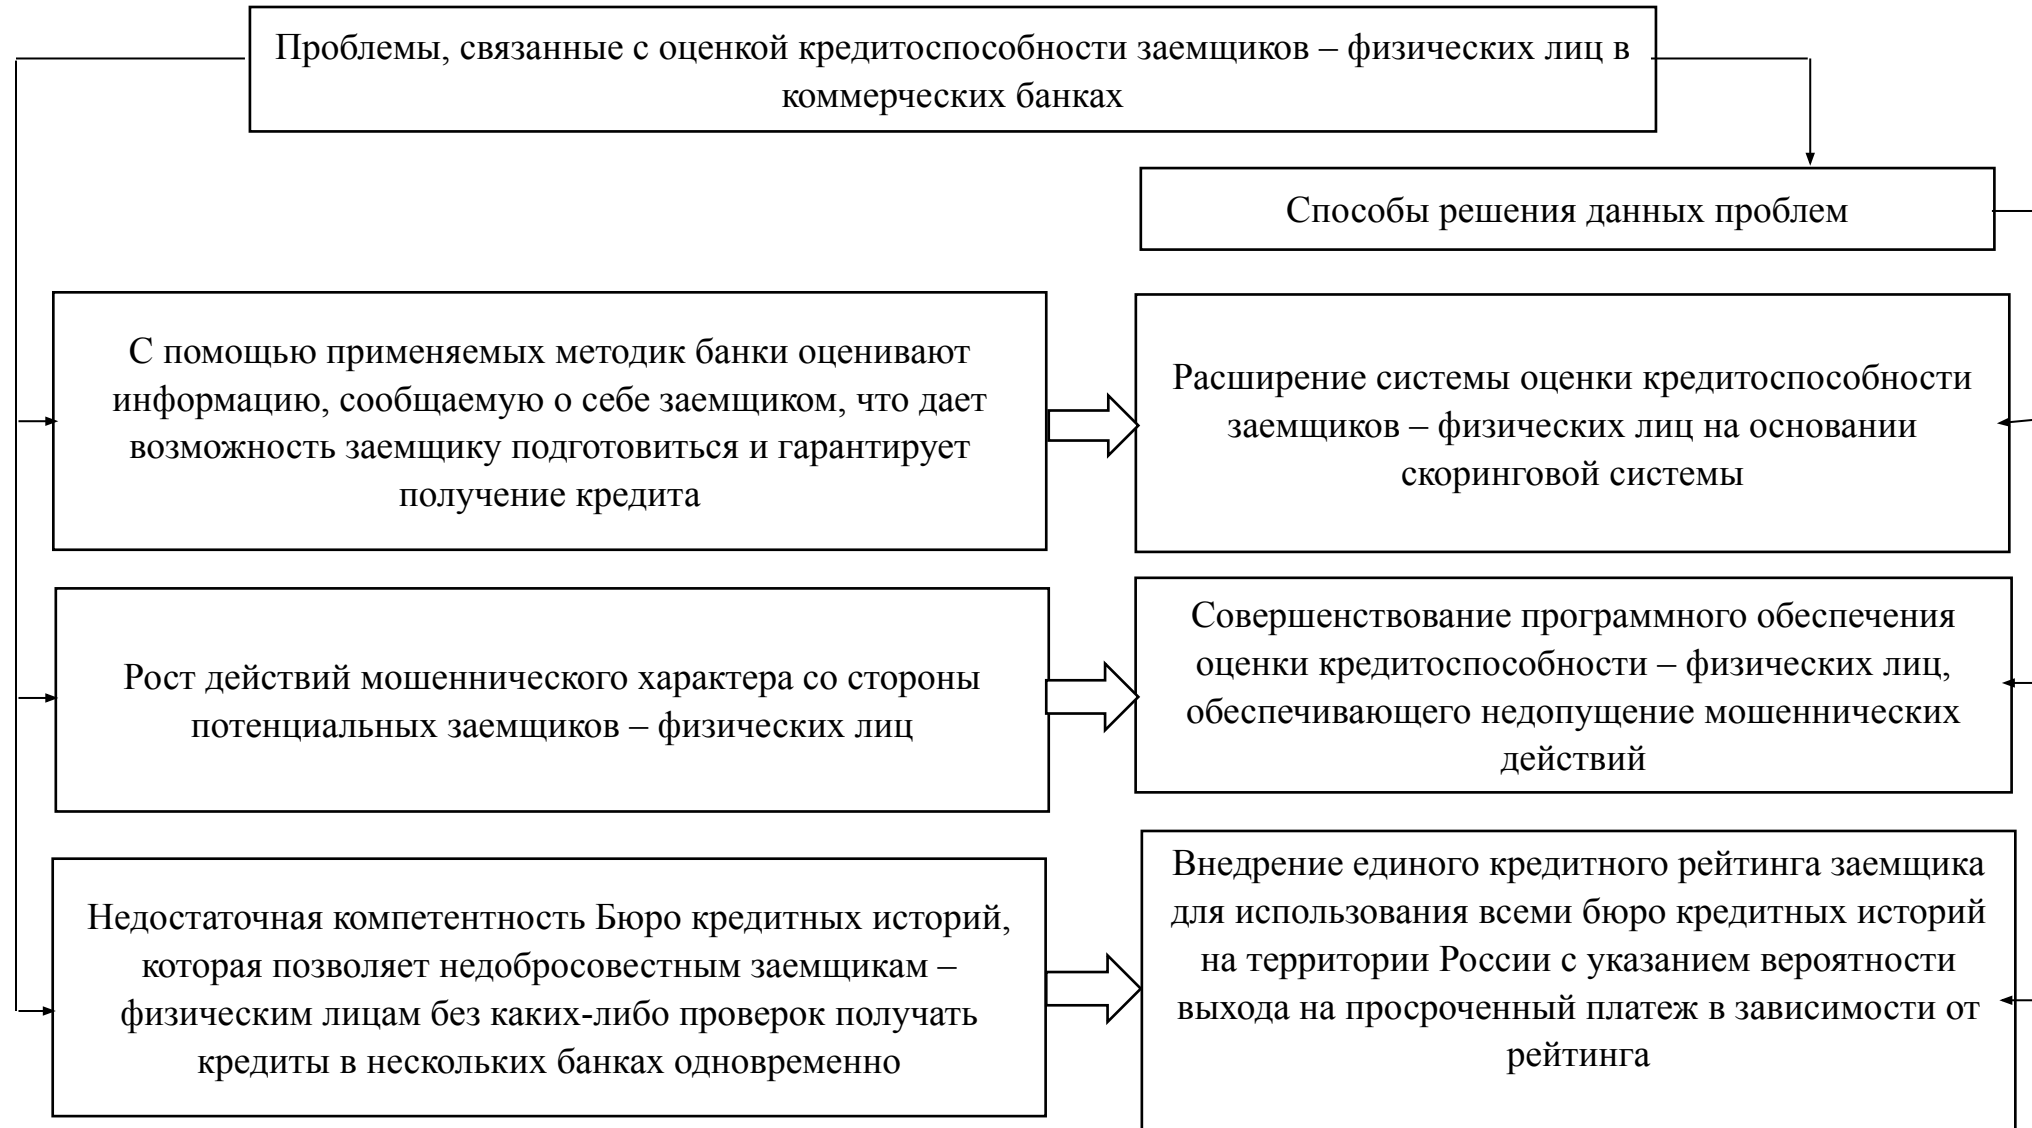 Проблемы, связанные с оценкой кредитоспособности заемщиков – физических лиц в
коммерческих банках
Способы решения данных проблем
С помощью применяемых методик банки оценивают
информацию, сообщаемую о себе заемщиком, что дает
возможность заемщику подготовиться и гарантирует
получение кредита
Расширение системы оценки кредитоспособности
заемщиков – физических лиц на основании
скоринговой системы
Рост действий мошеннического характера со стороны
потенциальных заемщиков – физических лиц
Совершенствование программного обеспечения
оценки кредитоспособности – физических лиц,
обеспечивающего недопущение мошеннических
действий
Недостаточная компетентность Бюро кредитных историй,
которая позволяет недобросовестным заемщикам –
физическим лицам без каких-либо проверок получать
кредиты в нескольких банках одновременно
Внедрение единого кредитного рейтинга заемщика
для использования всеми бюро кредитных историй
на территории России с указанием вероятности
выхода на просроченный платеж в зависимости от
рейтинга